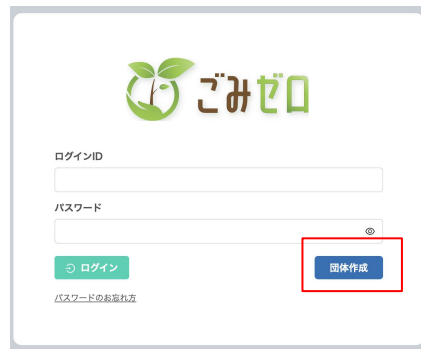 ごみゼロ
ログインID
パスワード
ログイン
団体作成
パスワードのお忘れ方